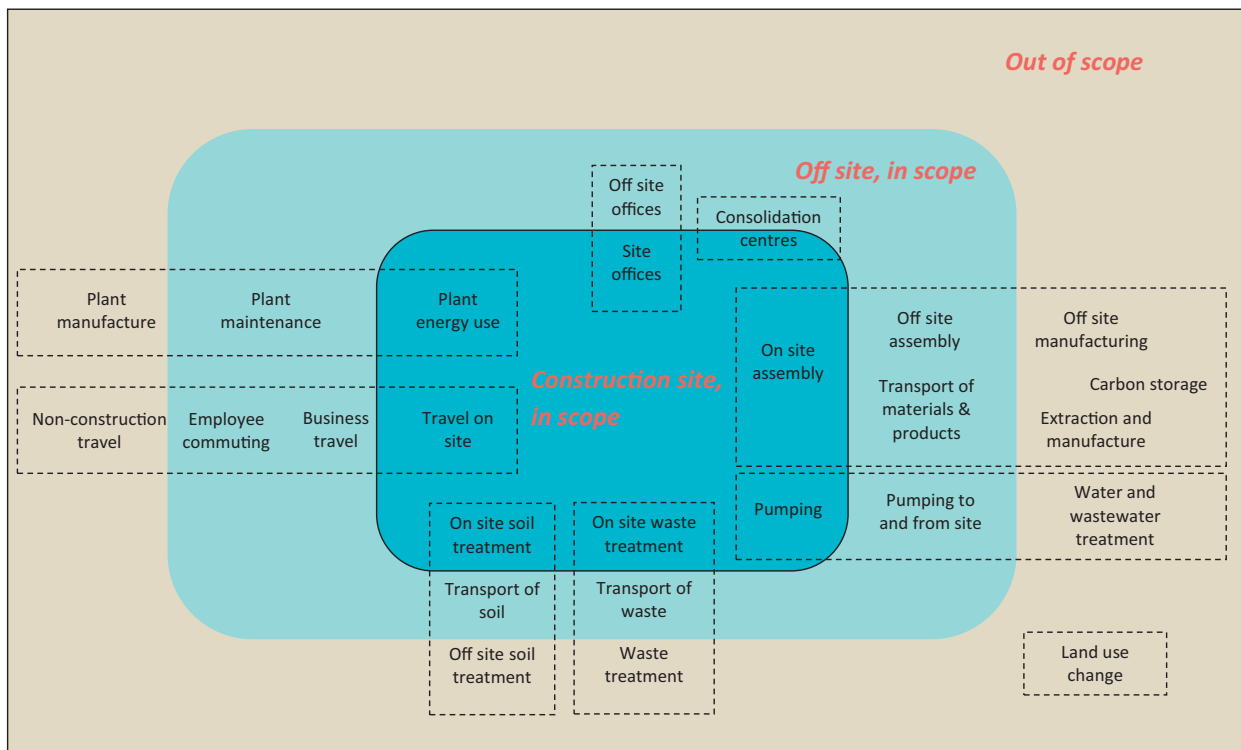 Out of scope
Off site, in scope
Off site
offices
Consolidation
centres
Site
offices
Plant
manufacture
Plant
maintenance
Plant
energy use
Off site
assembly
Off site
manufacturing
On site
assembly
Construction site,
in scope
Transport of
materials &
products
Carbon storage
Extraction and
manufacture
Non-construction
travel
Employee
commuting
Business
travel
Travel on
site
Pumping
Pumping to
and from site
Water and
wastewater
treatment
On site soil
treatment
On site waste
treatment
Transport of
soil
Transport of
waste
Off site soil
treatment
Waste
treatment
Land use
change